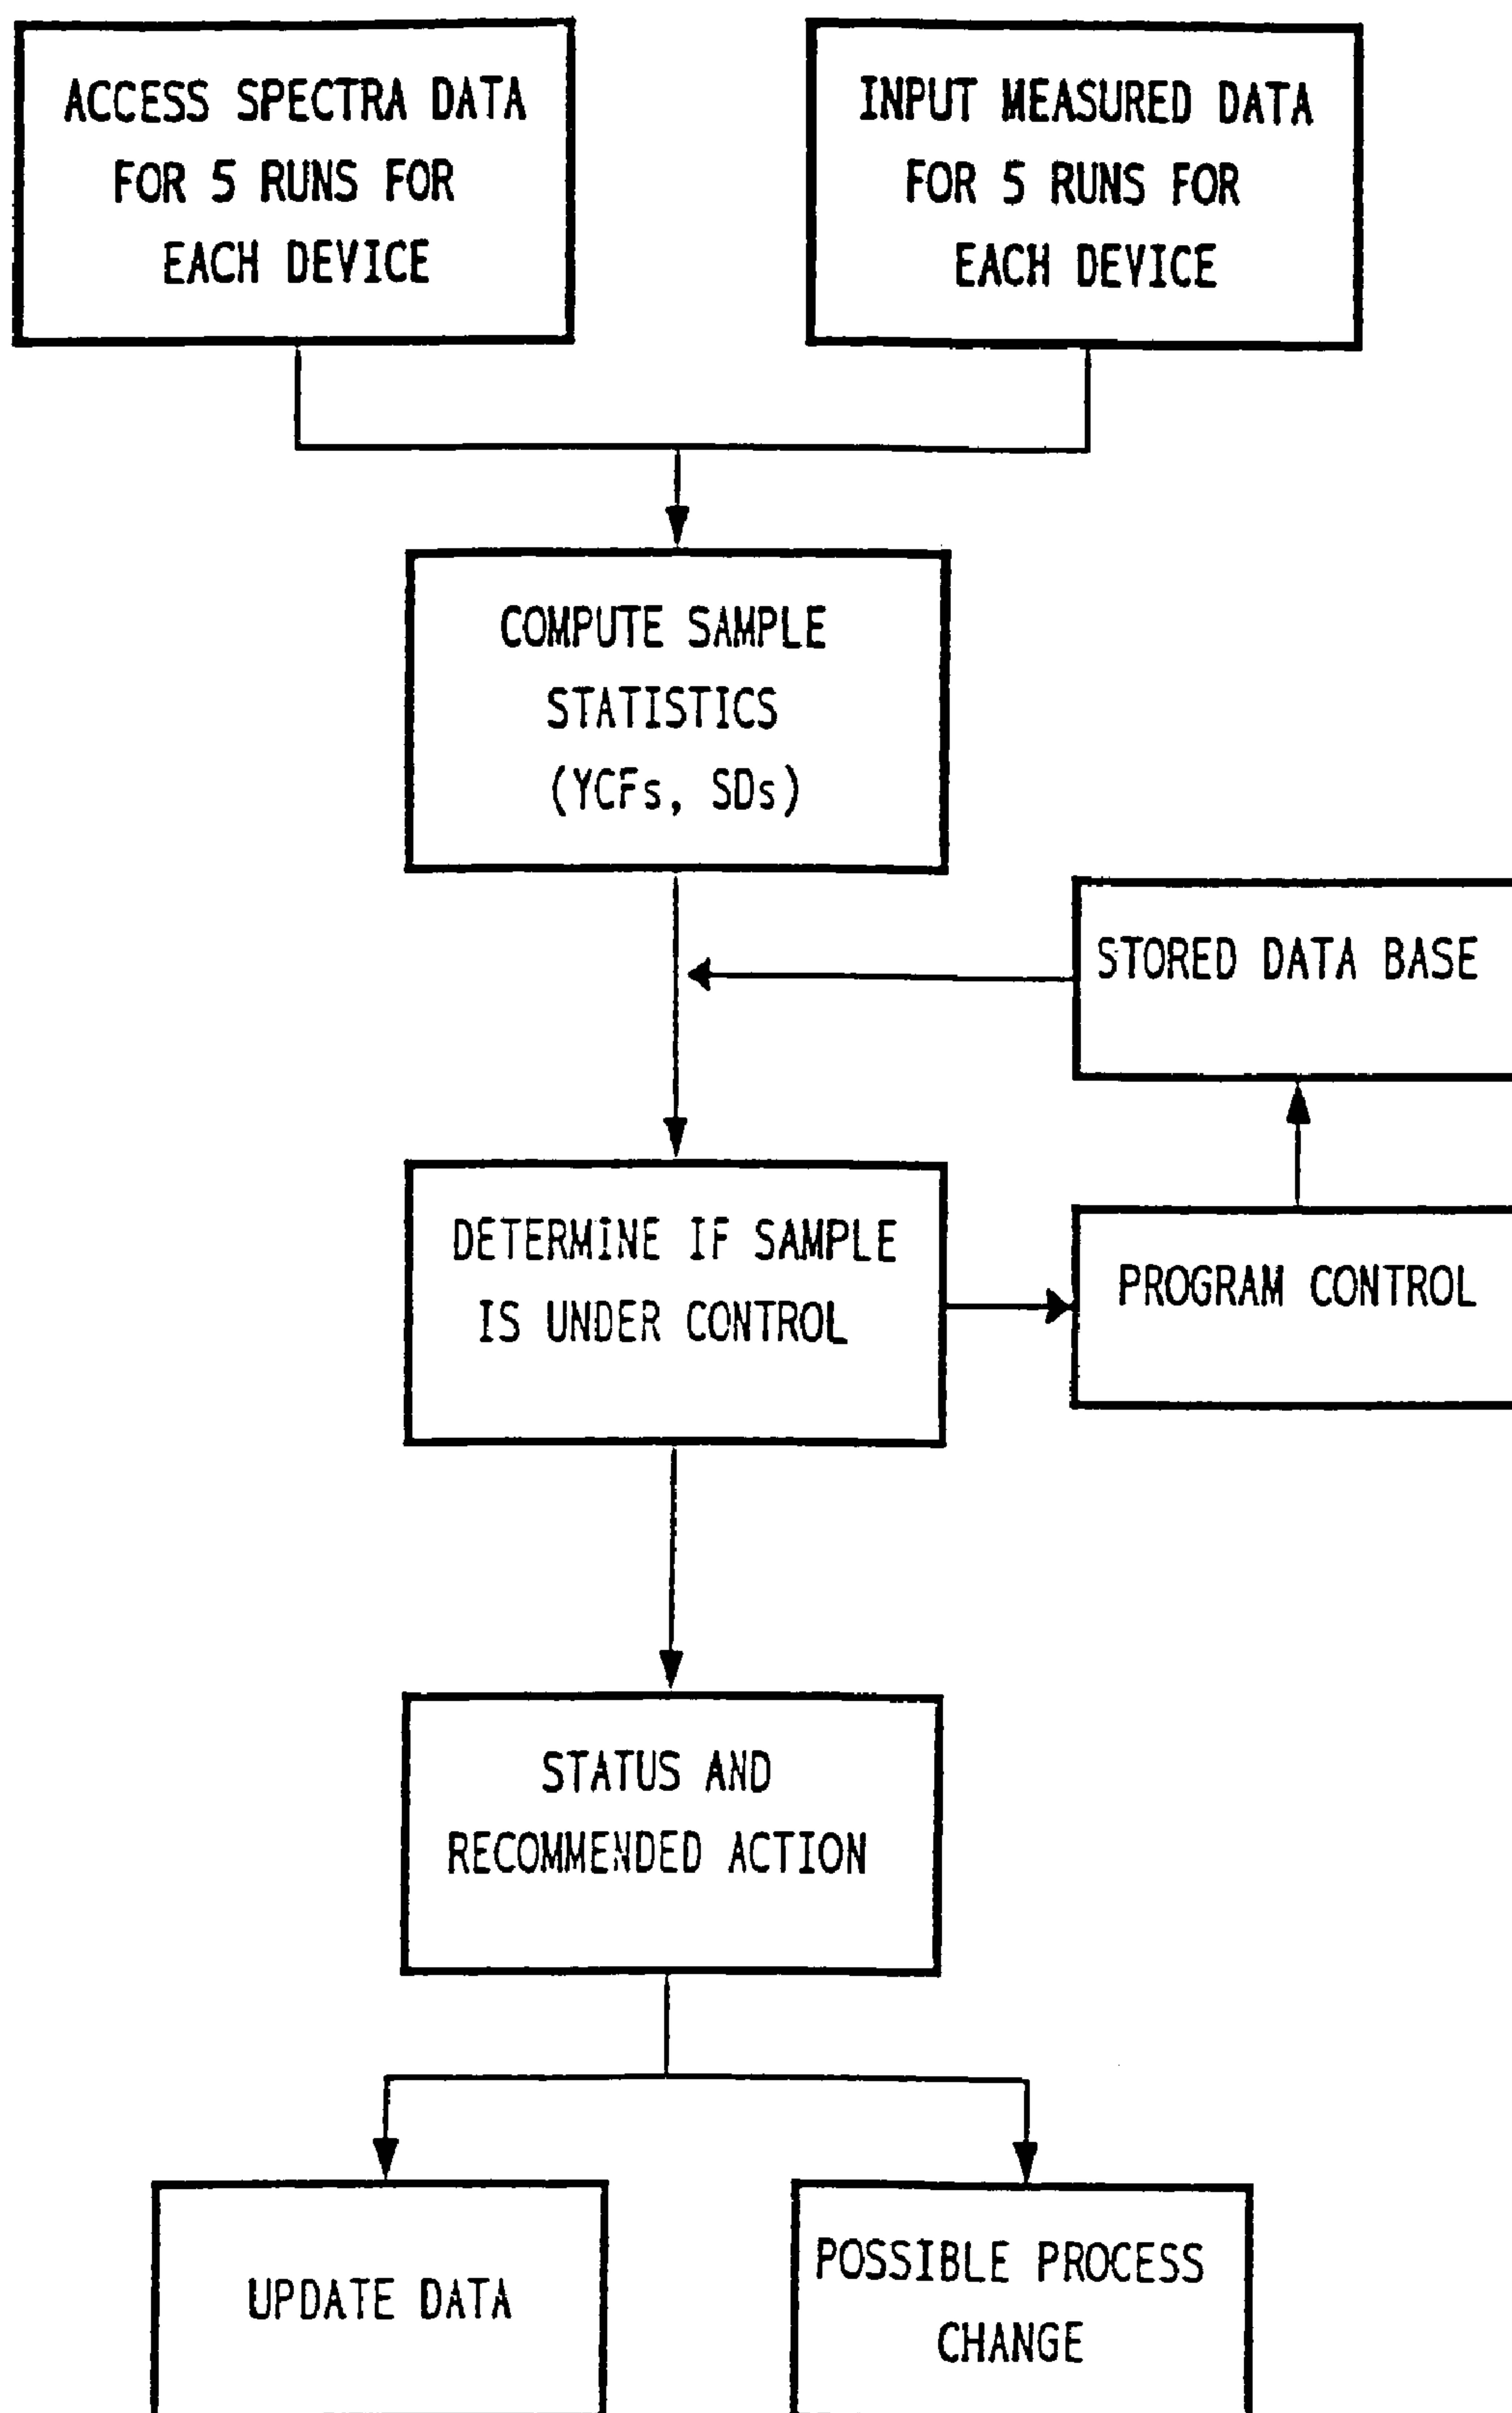 ACCESS SPECTRA DATA
FOR 5 RUNS FOR
EACH DEVICE
INPUT MEASURED DATA
FOR 5 RUNS FOR
EACH DEVICE
COMPUTE SAMPLE
STATISTICS
(YCFs, SDs)
STORED DATA BASE
DETERMINE IF SAMPLE
IS UNDER CONTROL
PROGRAM CONTROL
STATUS AND
RECOMMENDED ACTION
UPDATE DATA
POSSIBLE PROCESS
CHANGE